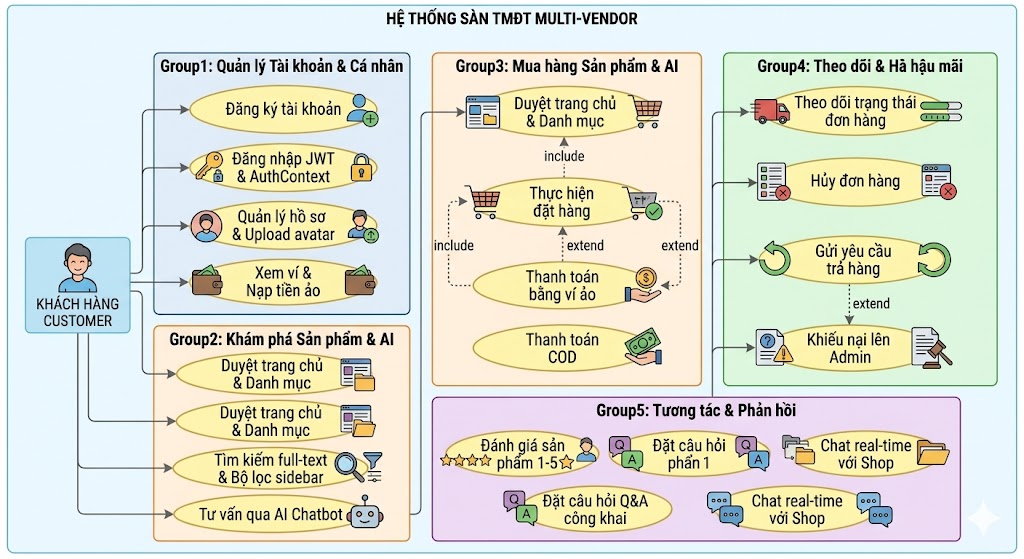 HỆ THỐNG SÀN TMĐT MULTI-VENDOR
KHÁCH HÀNG
CUSTOMER
Group1: Quản lý Tài khoản & Cá nhân
Đăng ký tài khoản
Đăng nhập JWT
& AuthContext
Quản lý hồ sơ
& Upload avatar
Xem ví &
Nạp tiền ảo
Group2: Khám phá Sản phẩm & AI
Duyệt trang chủ
& Danh mục
Duyệt trang chủ
& Danh mục
Tìm kiếm full-text
& Bộ lọc sidebar
Tư vấn qua AI Chatbot
Group3: Mua hàng Sản phẩm & AI
Duyệt trang chủ
& Danh mục
include
Thực hiện
đặt hàng
include
extend
extend
Thanh toán
bằng ví ảo
Thanh toán
COD
Group4: Theo dõi & Hâ hậu mãi
Theo dõi trạng thái
đơn hàng
Hủy đơn hàng
Gửi yêu cầu
trả hàng
extend
Khiếu nại lên
Admin
Group5: Tương tác & Phản hồi
Đánh giá sản
phẩm 1-5
Đặt câu hỏi
phẩn 1
Q
A
Q
A
Chat real-time
với Shop
Q
A
Đặt câu hỏi Q&A
công khai
Chat real-time
với Shop